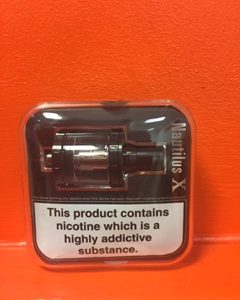 Nautilus X
This product contains
nicotine which is a
highly addictive
substance.